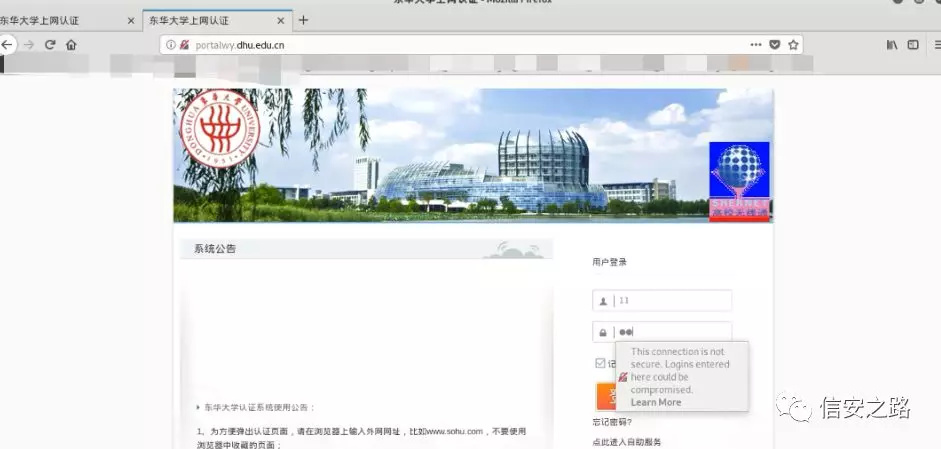 东华大学上网认证 - Mozilla Firefox
东华大学上网认证
东华大学上网认证
portalwy.dhu.edu.cn
DONGHUA UNIVERSITY
1951
SHERNET
高校无线通
系统公告
用户登录
11
This connection is not
secure. Logins entered
here could be
compromised.
Learn More
忘记密码?
点此进入自助服务
东华大学认证系统使用公告:
1、为方便弹出认证页面,请在浏览器上输入外网网址,比如www.sohu.com,不要使用
浏览器中收藏的页面;
信安之路